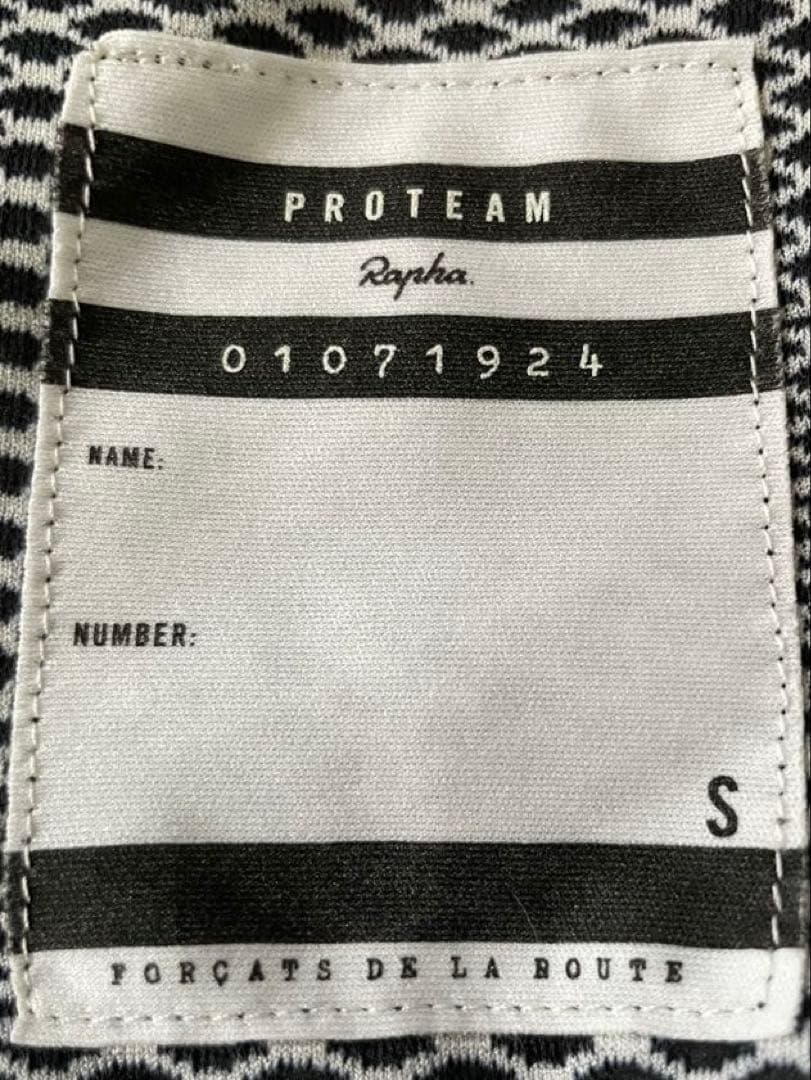 PROTEAM
Rapha.
01071924
NAME:
NUMBER:
S
FORÇATS DE LA ROUTE